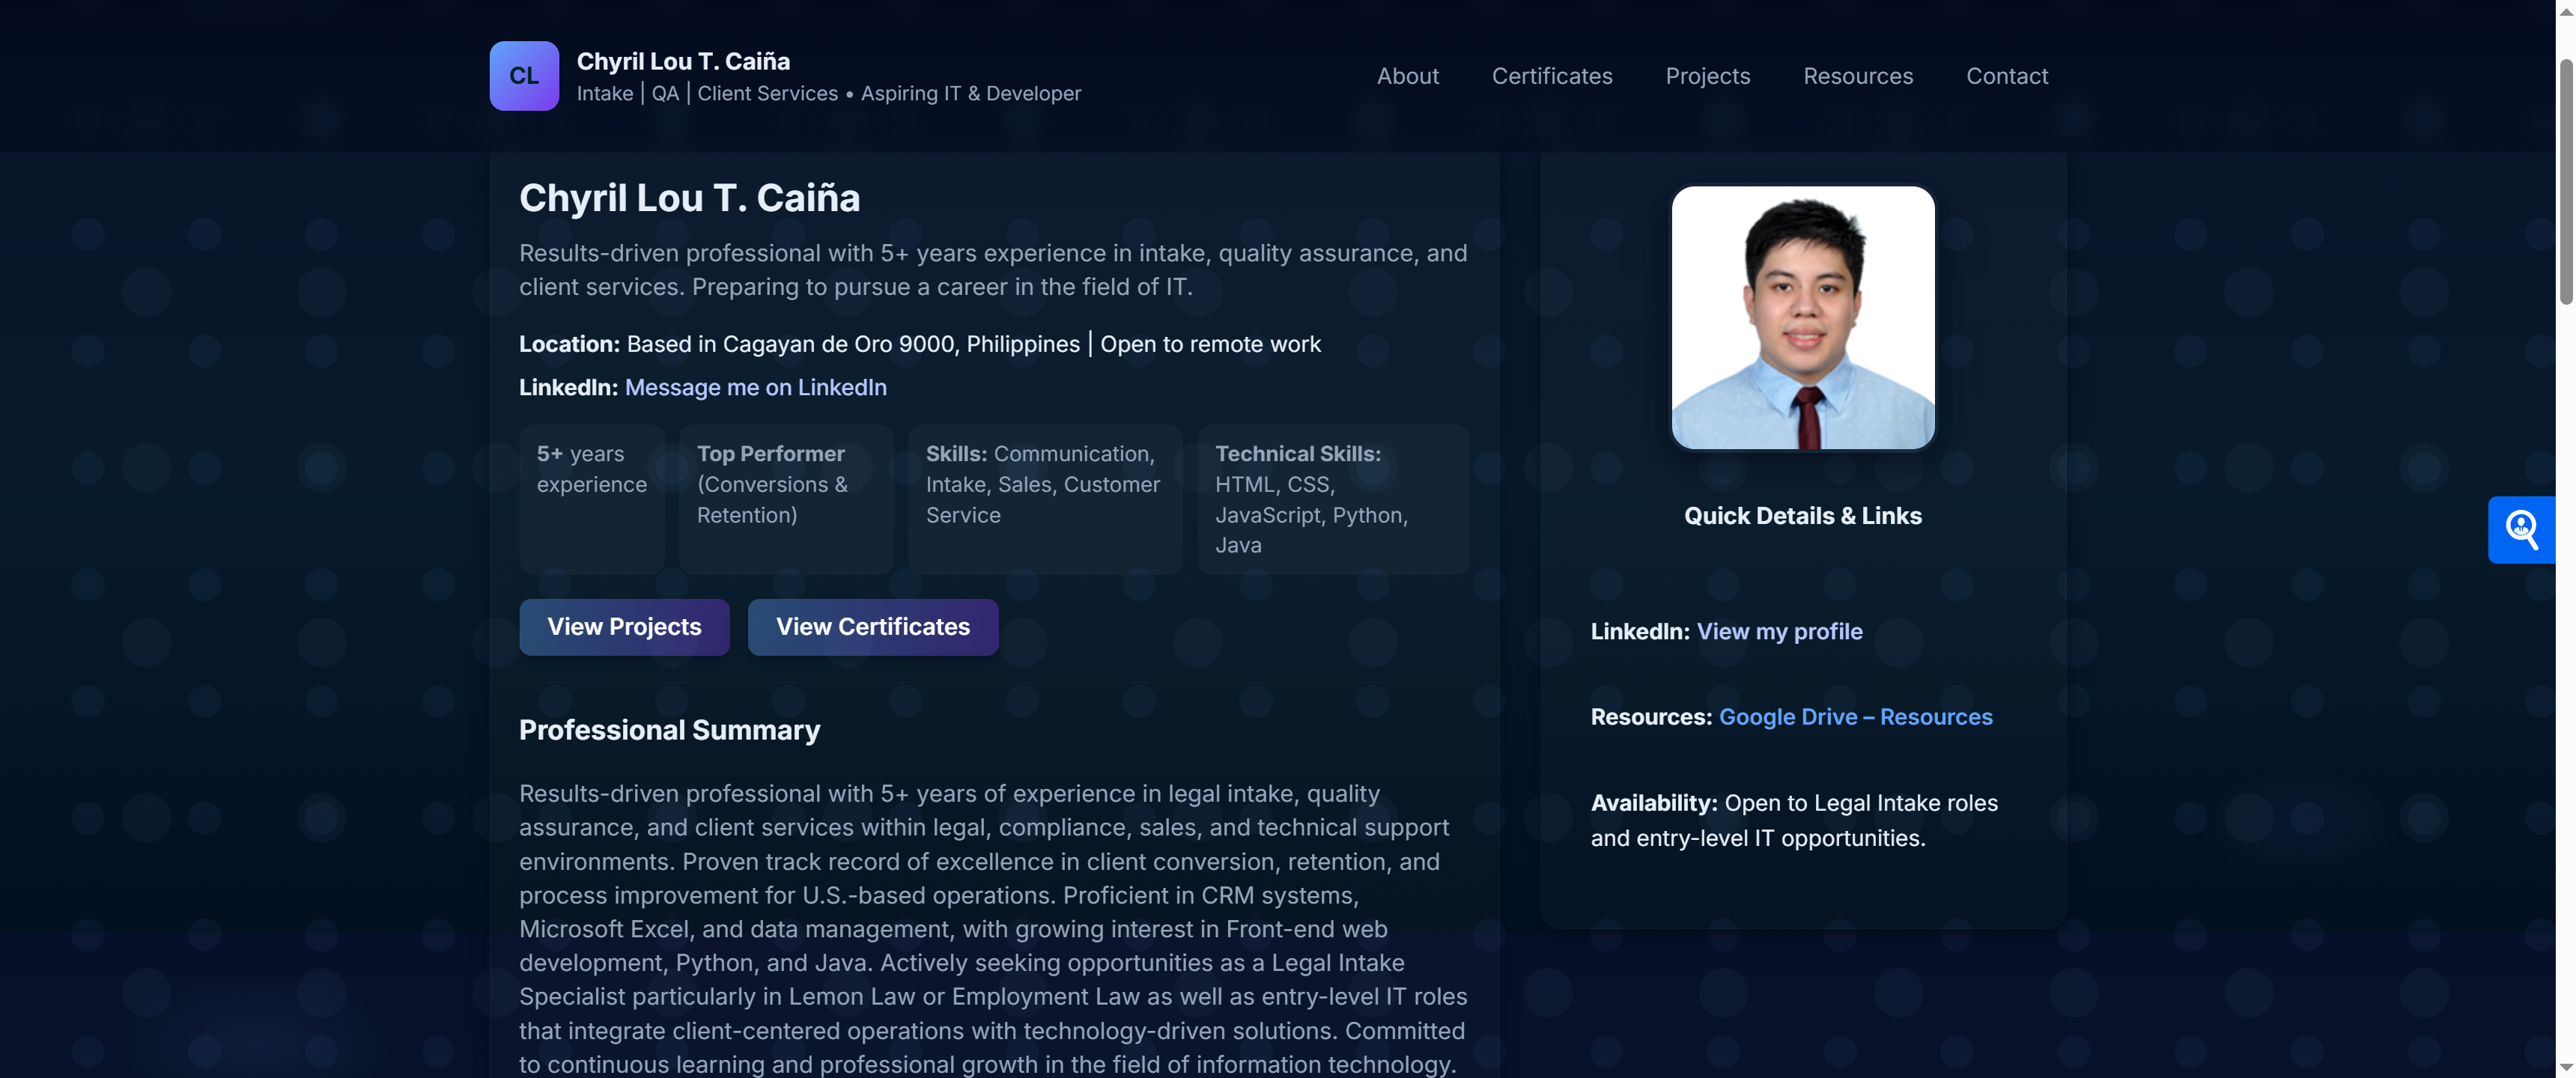 CL
Chyril Lou T. Caiña
Intake | QA | Client Services • Aspiring IT & Developer
About
Certificates
Projects
Resources
Contact
Chyril Lou T. Caiña
Results-driven professional with 5+ years experience in intake, quality assurance, and
client services. Preparing to pursue a career in the field of IT.
Location: Based in Cagayan de Oro 9000, Philippines | Open to remote work
LinkedIn: Message me on LinkedIn
5+ years
experience
Top Performer
(Conversions &
Retention)
Skills: Communication,
Intake, Sales, Customer
Service
Technical Skills:
HTML, CSS,
JavaScript, Python,
Java
View Projects
View Certificates
Professional Summary
Results-driven professional with 5+ years of experience in legal intake, quality
assurance, and client services within legal, compliance, sales, and technical support
environments. Proven track record of excellence in client conversion, retention, and
process improvement for U.S.-based operations. Proficient in CRM systems,
Microsoft Excel, and data management, with growing interest in Front-end web
development, Python, and Java. Actively seeking opportunities as a Legal Intake
Specialist particularly in Lemon Law or Employment Law as well as entry-level IT roles
that integrate client-centered operations with technology-driven solutions. Committed
to continuous learning and professional growth in the field of information technology.
Quick Details & Links
LinkedIn: View my profile
Resources: Google Drive – Resources
Availability: Open to Legal Intake roles
and entry-level IT opportunities.